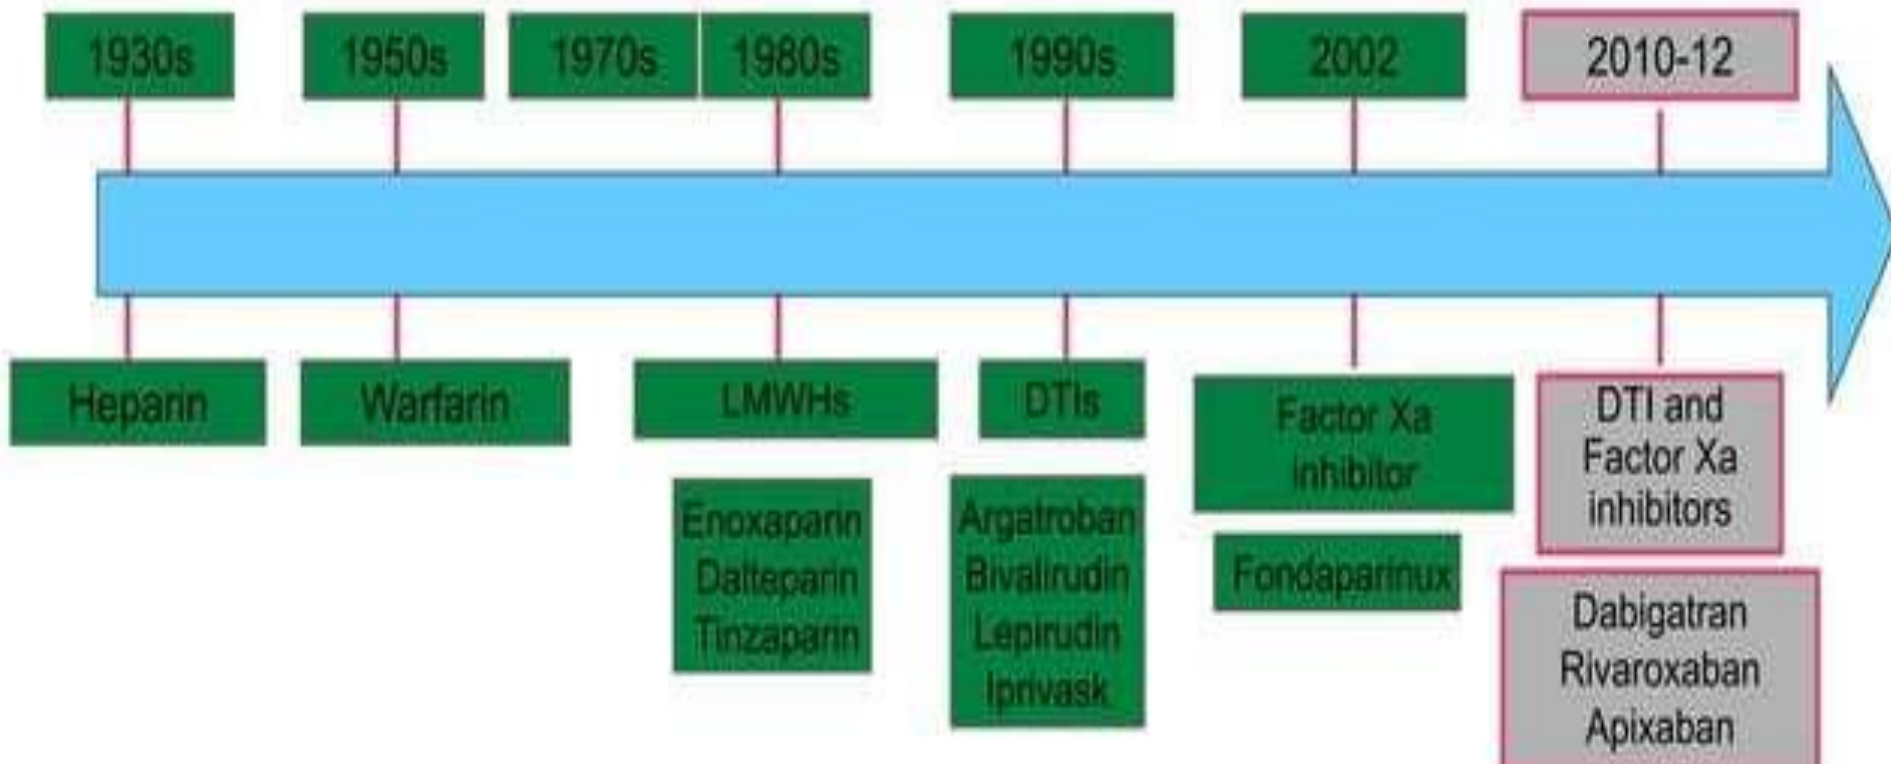 1930s
1950s
1970s
1980s
1990s
2002
2010-12
Heparin
Warfarin
LMWHs
Enoxaparin
Dalteparin
Tinzaparin
DTIs
Argatroban
Bivalirudin
Lepirudin
Iprivask
Factor Xa
inhibitor
Fondaparinux
DTI and
Factor Xa
inhibitors
Dabigatran
Rivaroxaban
Apixaban